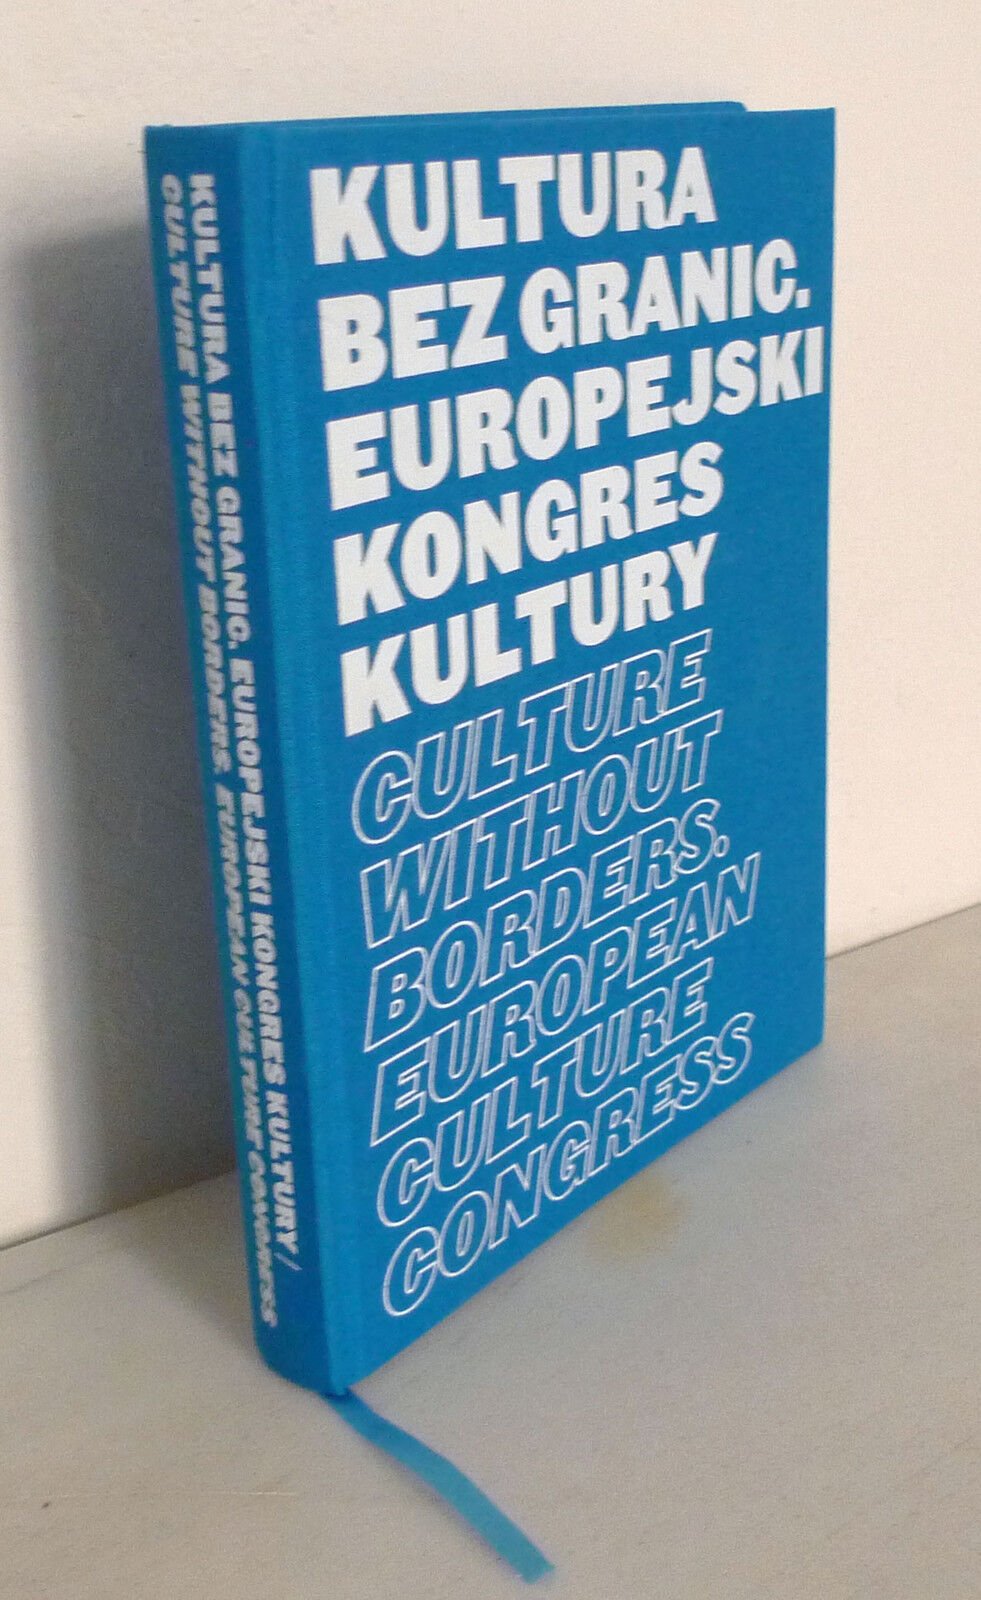 KULTURA
BEZ GRANIC.
EUROPEJSKI
KONGRES
KULTURY
CULTURE
WITHOUT
BORDERS.
EUROPEAN
CULTURE
CONGRESS
KULTURA BEZ GRANIC. EUROPEJSKI KONGRES KULTURY /
CULTURE WITHOUT BORDERS. EUROPEAN CULTURE CONGRESS